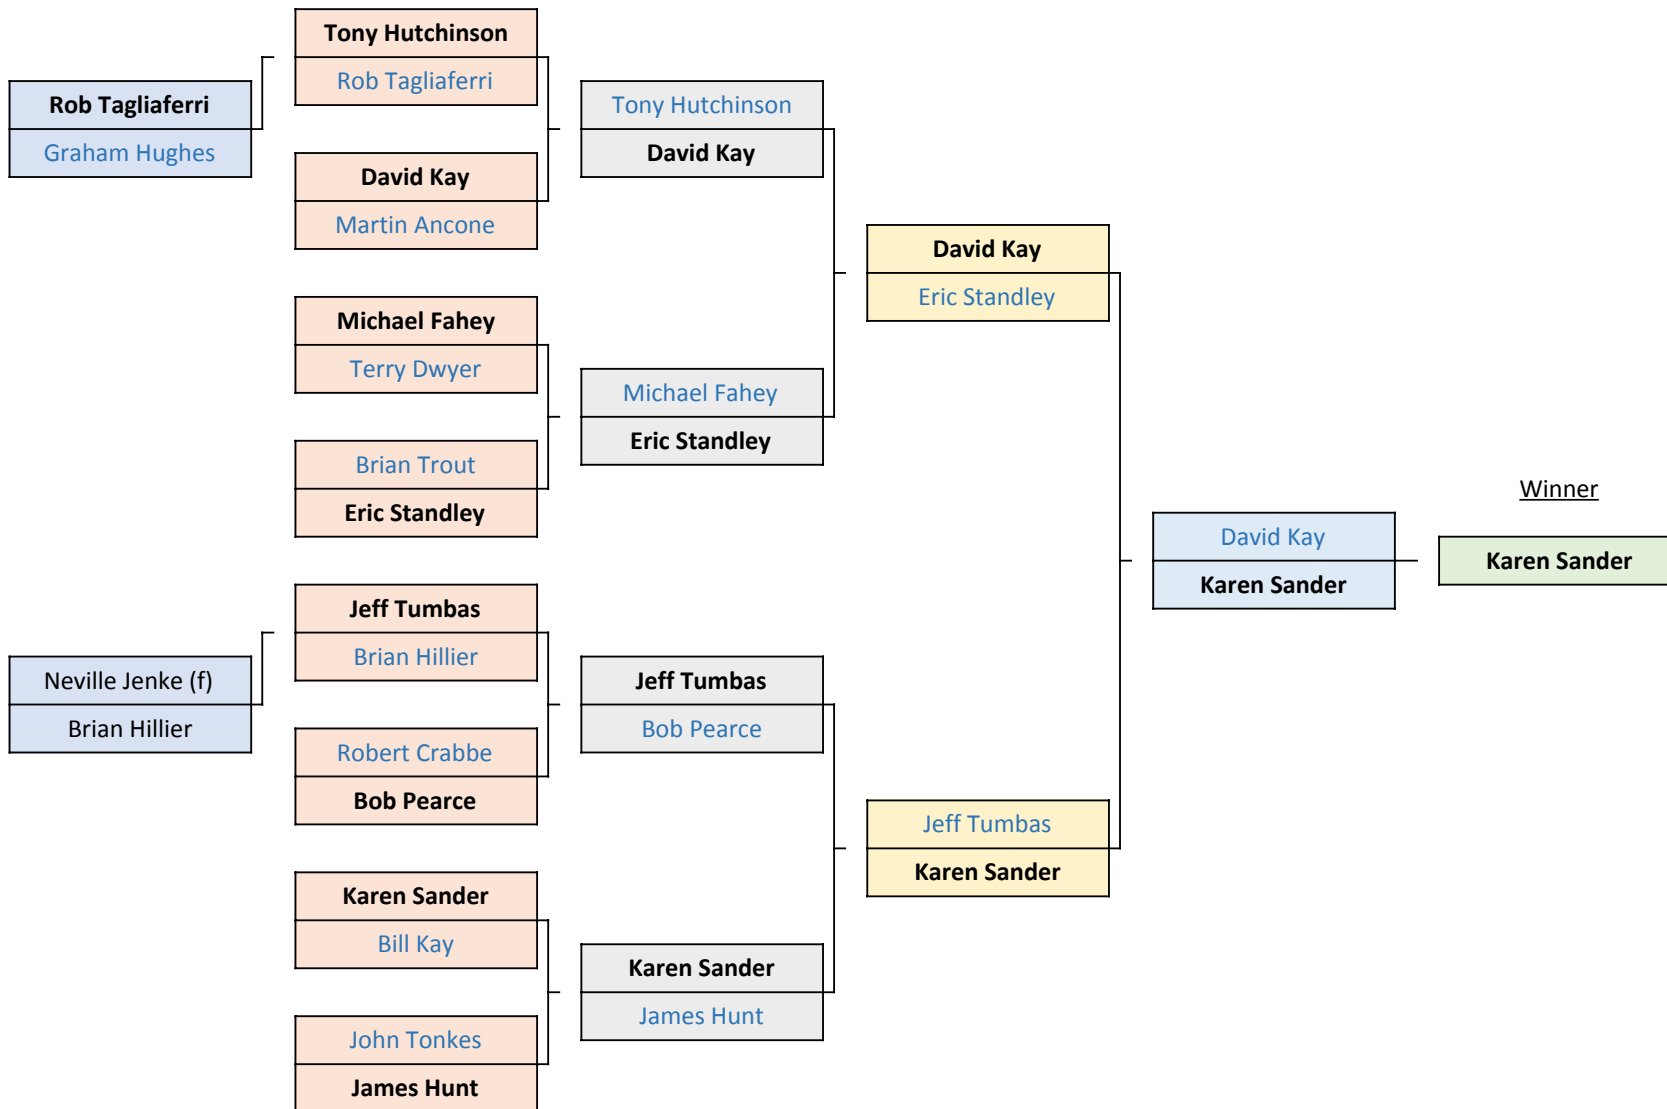 Rob Tagliaferri
Graham Hughes
Neville Jenke (f)
Brian Hillier
Tony Hutchinson
Rob Tagliaferri
David Kay
Martin Ancone
Michael Fahey
Terry Dwyer
Brian Trout
Eric Standley
Jeff Tumbas
Brian Hillier
Robert Crabbe
Bob Pearce
Karen Sander
Bill Kay
John Tonkes
James Hunt
Tony Hutchinson
David Kay
Michael Fahey
Eric Standley
Jeff Tumbas
Bob Pearce
Karen Sander
James Hunt
David Kay
Eric Standley
Jeff Tumbas
Karen Sander
David Kay
Karen Sander
Winner
Karen Sander